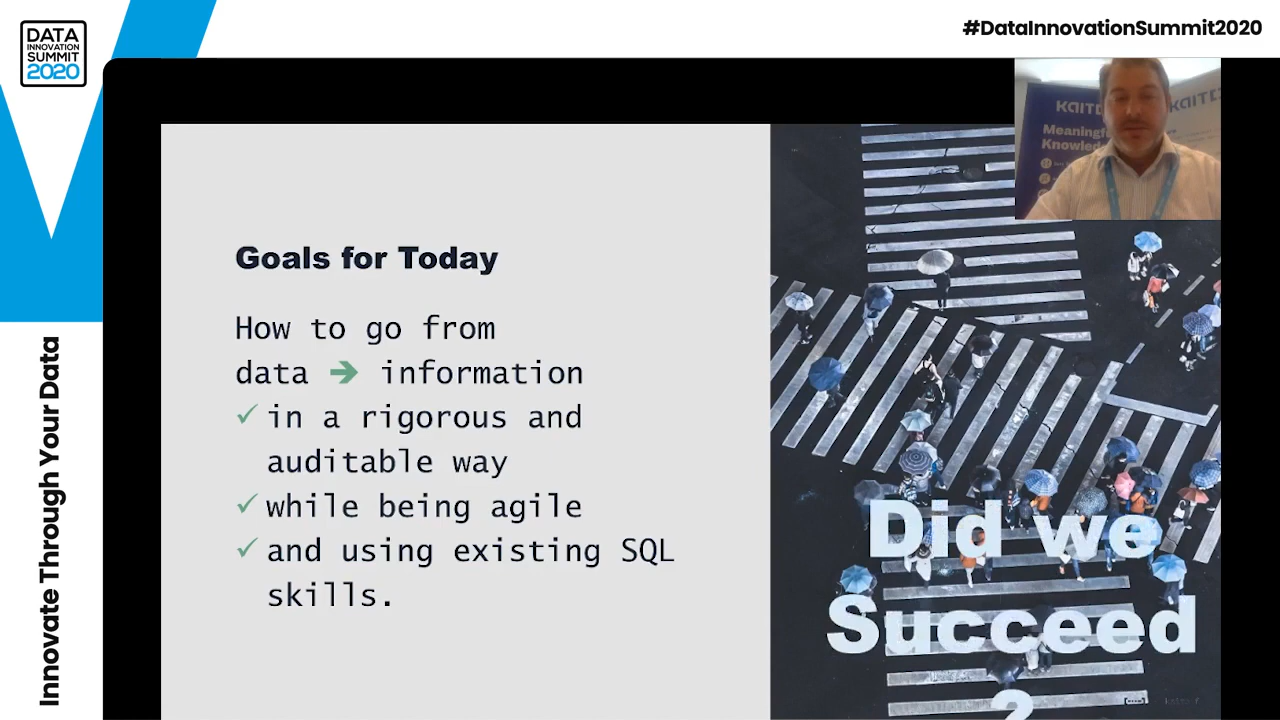 DATA
INNOVATION
SUMMIT
2020
#DataInnovationSummit2020
Innovate Through Your Data
Goals for Today
How to go from
data ➔ information
✓ in a rigorous and
auditable way
✓ while being agile
✓ and using existing SQL
skills.
Did we
Succeed
?